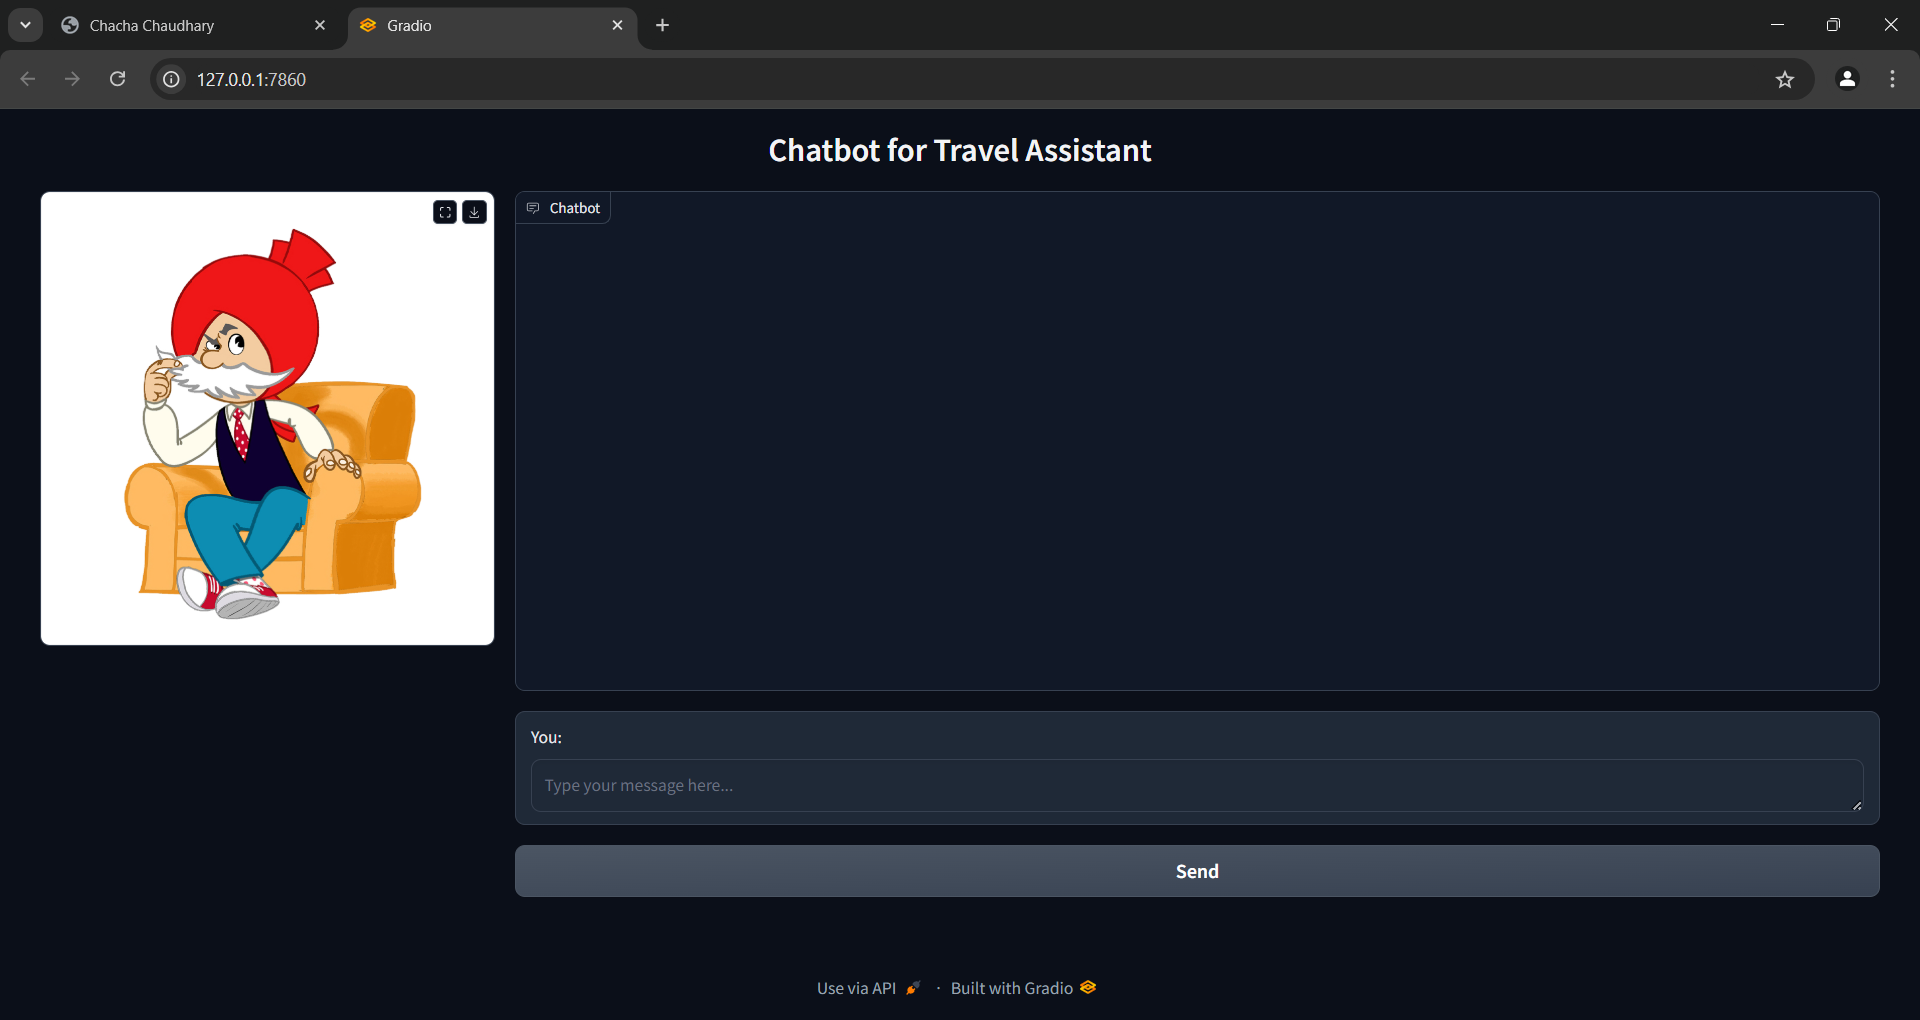 Chacha Chaudhary
Gradio
127.0.0.1:7860
Chatbot for Travel Assistant
Chatbot
You:
Type your message here...
Send
Use via API · Built with Gradio